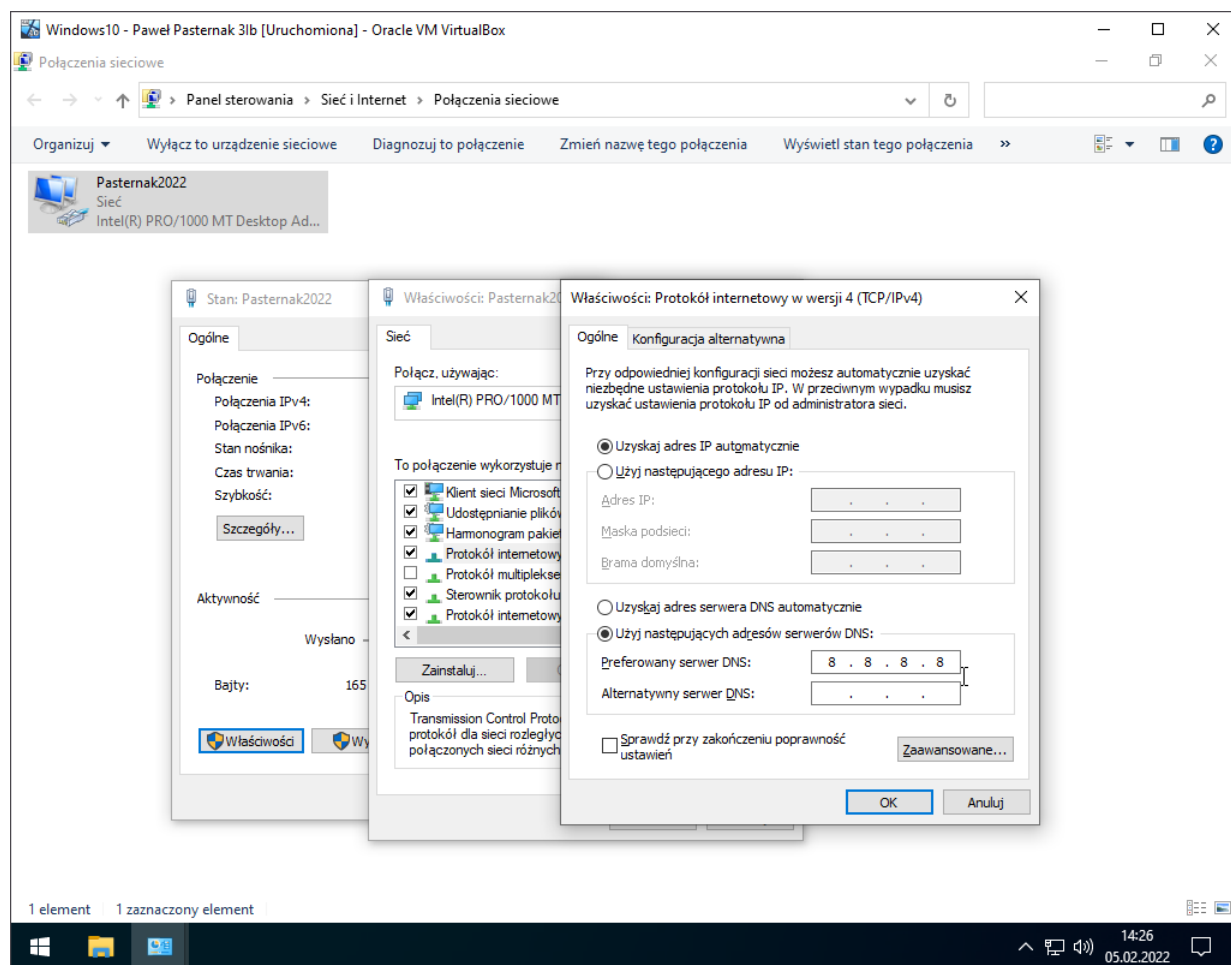 Windows10 - Paweł Pasternak 3lb [Uruchomiona] - Oracle VM VirtualBox
Połączenia sieciowe
Panel sterowania > Sieć i Internet > Połączenia sieciowe
Organizuj Wyłącz to urządzenie sieciowe Diagnozuj to połączenie Zmień nazwę tego połączenia Wyświetl stan tego połączenia »
Pasternak2022
Sieć
Intel(R) PRO/1000 MT Desktop Ad...
Stan: Pasternak2022
Ogólne
Połączenie
Połączenia IPv4:
Połączenia IPv6:
Stan nośnika:
Czas trwania:
Szybkość:
Szczegóły...
Aktywność
Wysłano
Bajty: 165
Właściwości
Wy
Właściwości: Pasternak20
Sieć
Połącz, używając:
Intel(R) PRO/1000 MT
To połączenie wykorzystuje n
Klient sieci Microsoft
Udostępnianie plików
Harmonogram pakiet
Protokół internetowy
Protokół multiplekse
Sterownik protokołu
Protokół internetowy
Zainstaluj...
Opis
Transmission Control Proto
protokół dla sieci rozległyc
połączonych sieci różnych
Właściwości: Protokół internetowy w wersji 4 (TCP/IPv4)
Ogólne Konfiguracja alternatywna
Przy odpowiedniej konfiguracji sieci możesz automatycznie uzyskać
niezbędne ustawienia protokołu IP. W przeciwnym wypadku musisz
uzyskać ustawienia protokołu IP od administratora sieci.
Uzyskaj adres IP automatycznie
Użyj następującego adresu IP:
Adres IP: . . .
Maska podsieci: . . .
Brama domyślna: . . .
Uzyskaj adres serwera DNS automatycznie
Użyj następujących adresów serwerów DNS:
Preferowany serwer DNS: 8 . 8 . 8 . 8
Alternatywny serwer DNS: . . .
Sprawdź przy zakończeniu poprawność
ustawień
Zaawansowane...
OK Anuluj
1 element 1 zaznaczony element
14:26
05.02.2022